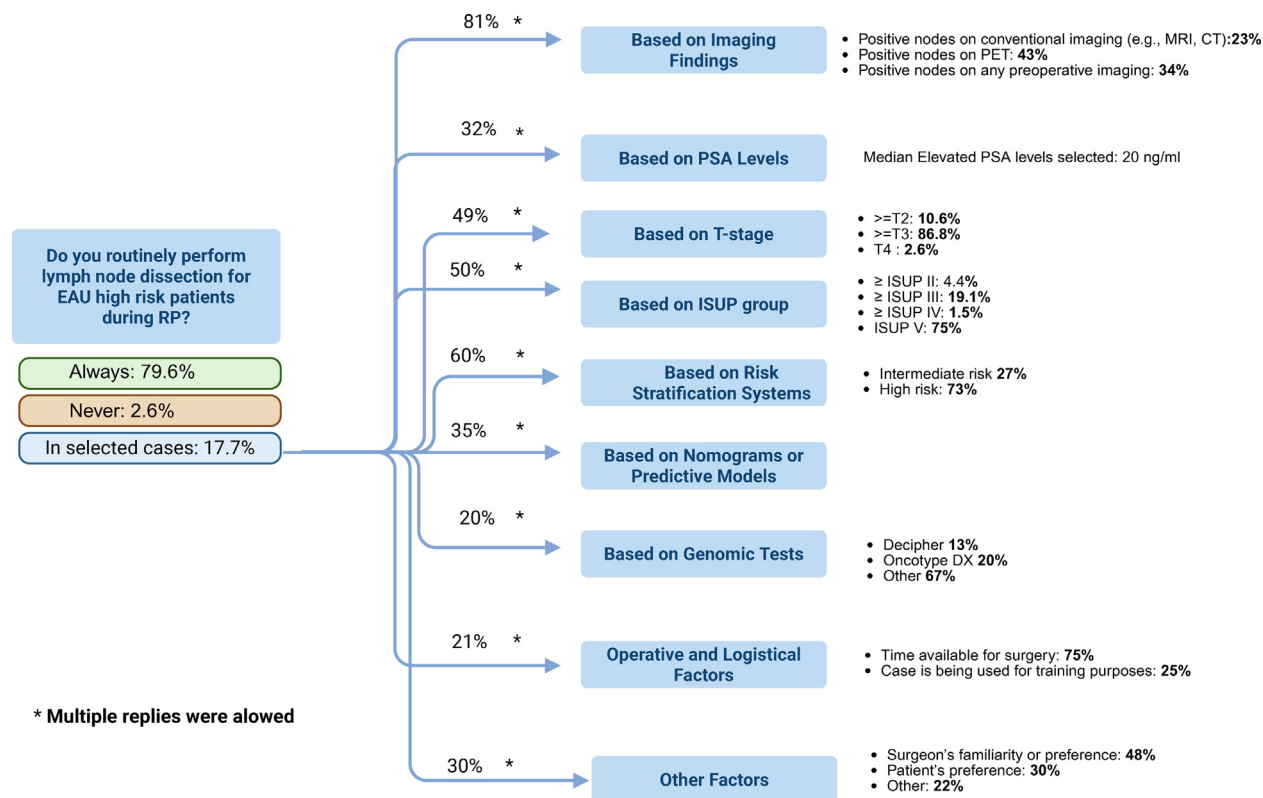 81% *
Based on Imaging
Findings
• Positive nodes on conventional imaging (e.g., MRI, CT):23%
• Positive nodes on PET: 43%
• Positive nodes on any preoperative imaging: 34%
32% *
Based on PSA Levels
Median Elevated PSA levels selected: 20 ng/ml
Do you routinely perform
lymph node dissection for
EAU high risk patients
during RP?
Always: 79.6%
Never: 2.6%
In selected cases: 17.7%
49% *
Based on T-stage
• >=T2: 10.6%
• >=T3: 86.8%
• T4 : 2.6%
50% *
Based on ISUP group
• ≥ ISUP II: 4.4%
• ≥ ISUP III: 19.1%
• ≥ ISUP IV: 1.5%
• ISUP V: 75%
60% *
Based on Risk
Stratification Systems
• Intermediate risk 27%
• High risk: 73%
35% *
Based on Nomograms or
Predictive Models
20% *
Based on Genomic Tests
• Decipher 13%
• Oncotype DX 20%
• Other 67%
21% *
Operative and Logistical
Factors
• Time available for surgery: 75%
• Case is being used for training purposes: 25%
* Multiple replies were alowed
30% *
Other Factors
• Surgeon's familiarity or preference: 48%
• Patient's preference: 30%
• Other: 22%